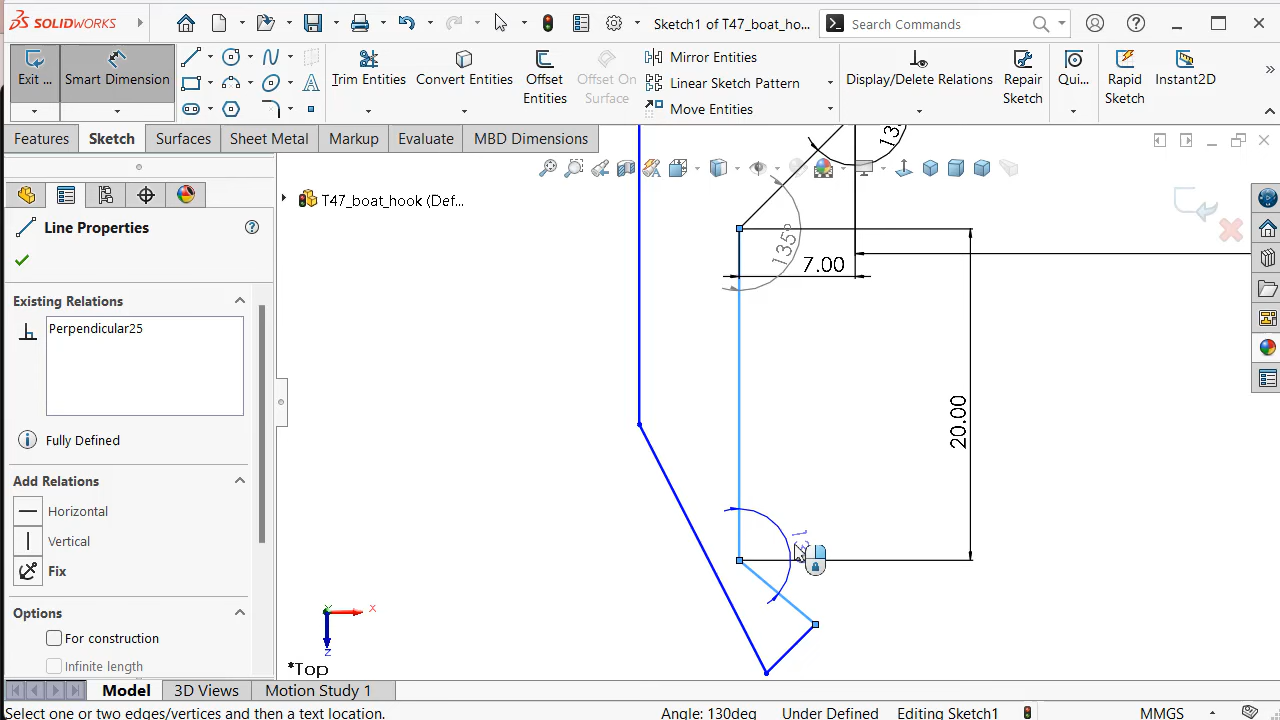 SOLIDWORKS
Sketch1 of T47_boat_ho...
Search Commands
Exit ...
Smart Dimension
Trim Entities
Convert Entities
Offset Entities
Offset On Surface
Mirror Entities
Linear Sketch Pattern
Move Entities
Display/Delete Relations
Repair Sketch
Qui...
Rapid Sketch
Instant2D
Features
Sketch
Surfaces
Sheet Metal
Markup
Evaluate
MBD Dimensions
Line Properties
T47_boat_hook (Def...
Existing Relations
Perpendicular25
Fully Defined
Add Relations
Horizontal
Vertical
Fix
Options
For construction
Infinite length
135°
7.00
20.00
X
Y
Z
*Top
Model
3D Views
Motion Study 1
Select one or two edges/vertices and then a text location.
Angle: 130deg
Under Defined
Editing Sketch1
MMGS